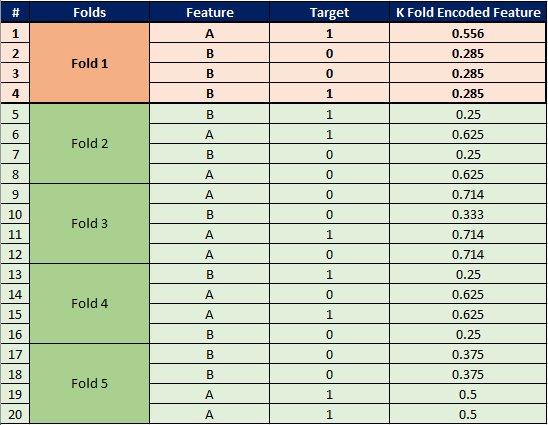 # Folds Feature Target K Fold Encoded Feature
1 Fold 1 A 1 0.556
2 B 0 0.285
3 B 0 0.285
4 B 1 0.285
5 Fold 2 B 1 0.25
6 A 1 0.625
7 B 0 0.25
8 A 0 0.625
9 Fold 3 A 0 0.714
10 B 0 0.333
11 A 1 0.714
12 A 0 0.714
13 Fold 4 B 1 0.25
14 A 0 0.625
15 A 1 0.625
16 B 0 0.25
17 Fold 5 B 0 0.375
18 B 0 0.375
19 A 1 0.5
20 A 1 0.5